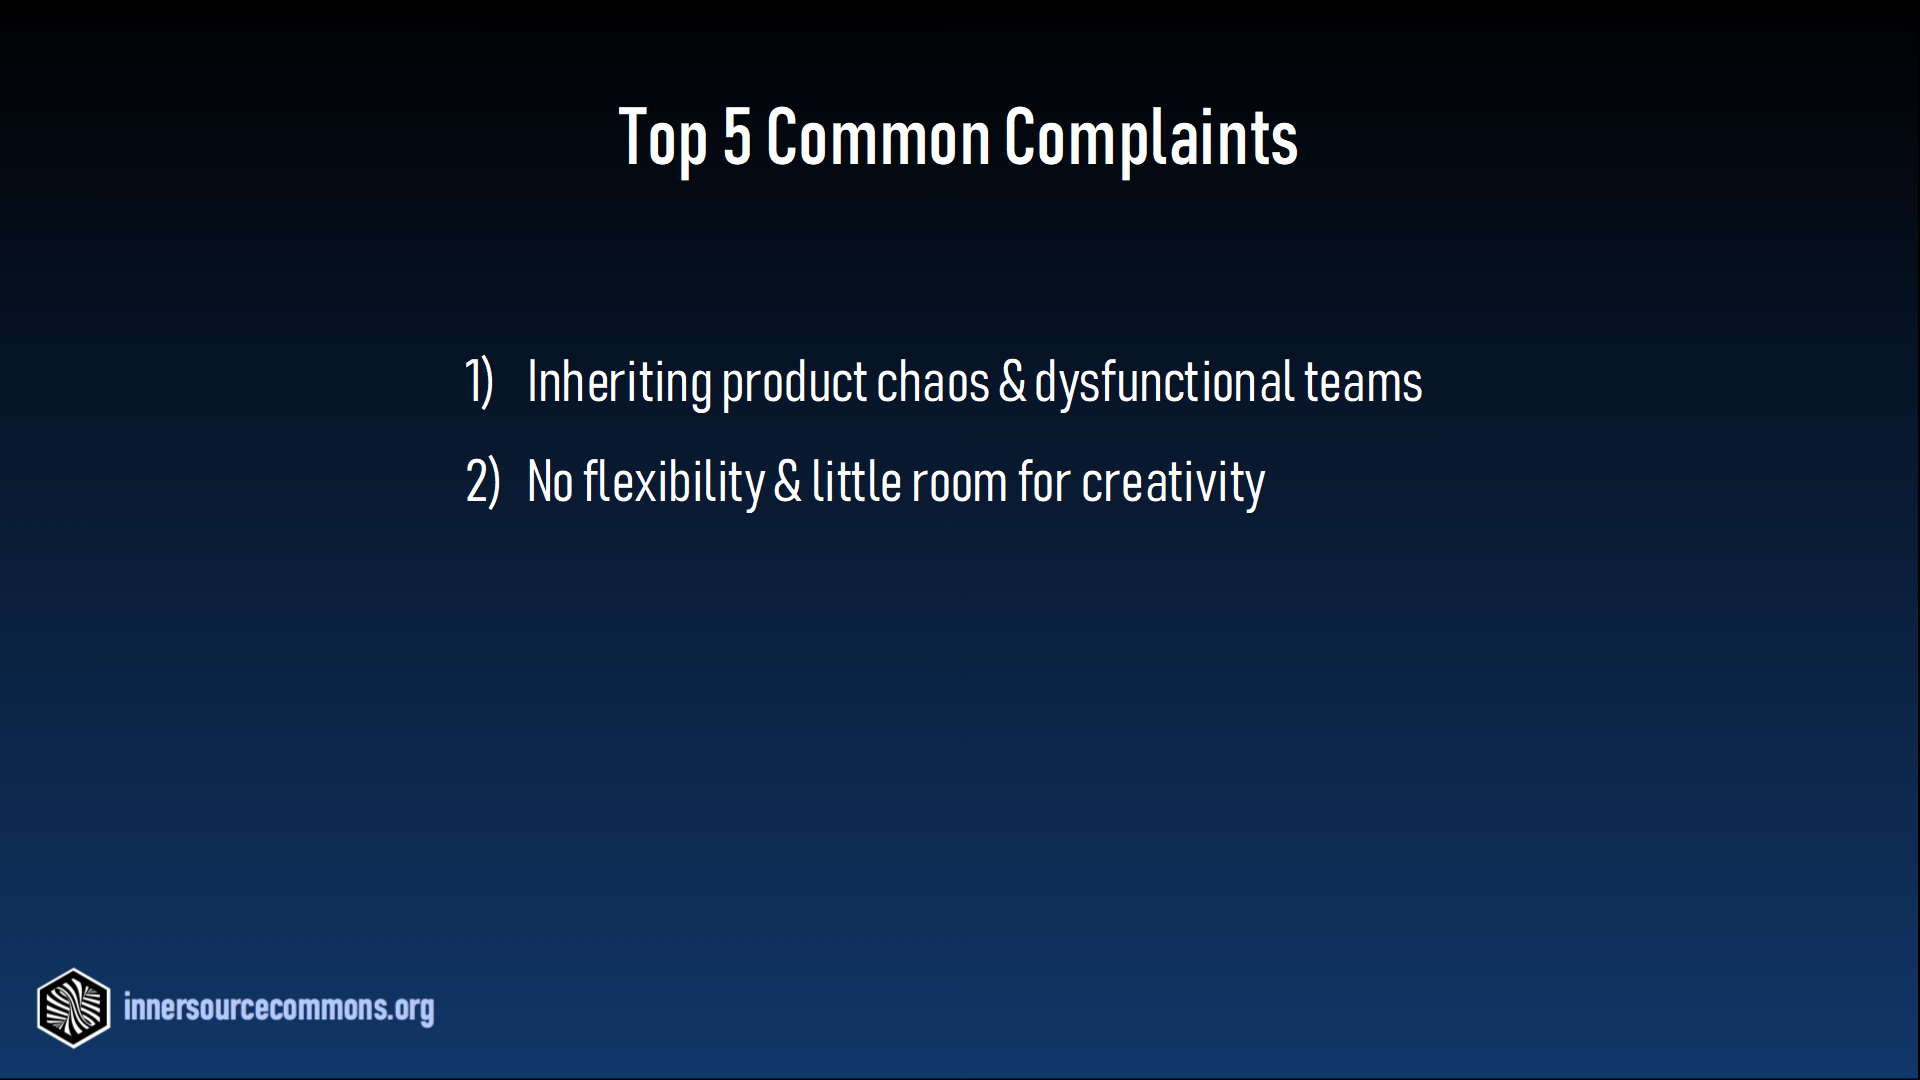 Top 5 Common Complaints
1) Inheriting product chaos & dysfunctional teams
2) No flexibility & little room for creativity
innersourcecommons.org